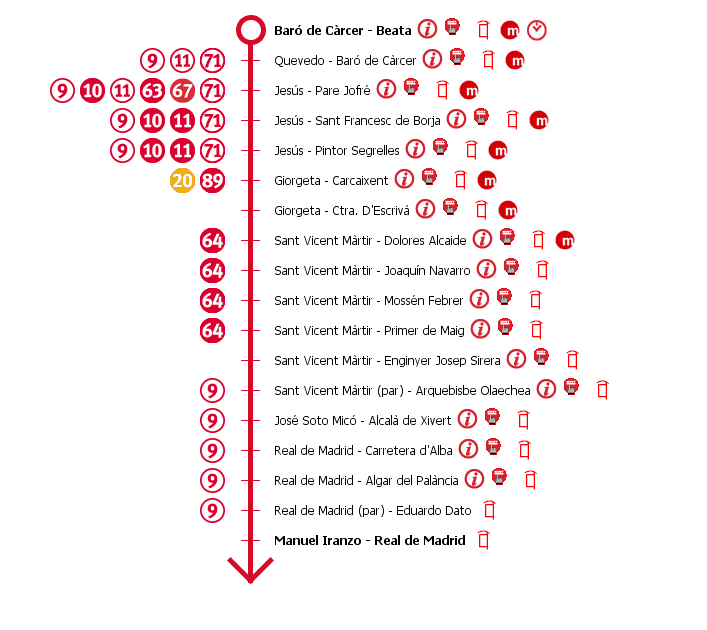 Baró de Càrcer - Beata i m
9 11 71 Quevedo - Baró de Càrcer i m
9 10 11 63 67 71 Jesús - Pare Jofré i m
9 10 11 71 Jesús - Sant Francesc de Borja i m
9 10 11 71 Jesús - Pintor Segrelles i m
20 89 Giorgeta - Carcaixent i m
Giorgeta - Ctra. D'Escrivà i m
64 Sant Vicent Màrtir - Dolores Alcaide i m
64 Sant Vicent Màrtir - Joaquín Navarro i
64 Sant Vicent Màrtir - Mossén Febrer i
64 Sant Vicent Màrtir - Primer de Maig i
Sant Vicent Màrtir - Enginyer Josep Sirera i
9 Sant Vicent Màrtir (par) - Arquebisbe Olaechea i
9 José Soto Micó - Alcalà de Xivert i
9 Real de Madrid - Carretera d'Alba i
9 Real de Madrid - Algar del Palància i
9 Real de Madrid (par) - Eduardo Dato
Manuel Iranzo - Real de Madrid